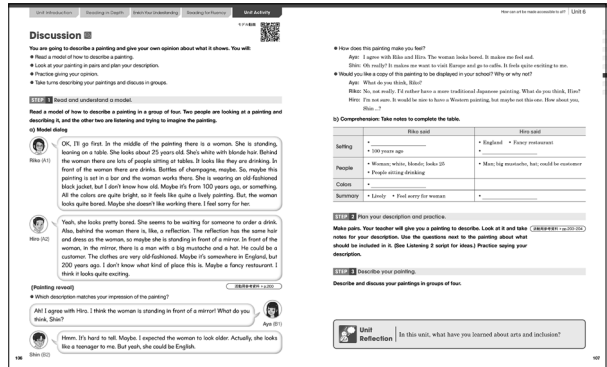 Unit Introduction
Reading in Depth
Enrich Your Understanding
Reading for Fluency
Unit Activity
Discussion
You are going to describe a painting and give your own opinion about what it shows. You will:
● Read a model of how to describe a painting.
● Look at your painting in pairs and plan your description.
● Practice giving your opinion.
● Take turns describing your paintings and discuss in groups.
STEP 1 Read and understand a model.
Read a model of how to describe a painting in a group of four. Two people are looking at a painting and
describing it, and the other two are listening and trying to imagine the painting.
a) Model dialog
Riko (A1)
OK, I'll go first. In the middle of the painting there is a woman. She is standing,
leaning on a table. She looks about 25 years old. She's white with blonde hair. Behind
the woman there are lots of people sitting at tables. It looks like they are drinking. In
front of the woman there are drinks. Bottles of champagne, maybe. So, maybe this
painting is set in a bar and the woman works there. She is wearing an old-fashioned
black jacket, but I don't know how old. Maybe it's from 100 years ago, or something.
All the colors are quite bright, so it feels like quite a lively painting. But, the woman
looks quite bored. Maybe she doesn't like working there. I feel sorry for her.
Hiro (A2)
Yeah, she looks pretty bored. She seems to be waiting for someone to order a drink.
Also, behind the woman there is, like, a reflection. The reflection has the same hair
and dress as the woman, so maybe she is standing in front of a mirror. In front of the
woman, in the mirror, there is a man with a big mustache and a hat. He could be a
customer. The clothes are very old-fashioned. Maybe it's somewhere in England, but
200 years ago. I don't know what kind of place this is. Maybe a fancy restaurant. I
think it looks quite exciting.
(Painting reveal)
● Which description matches your impression of the painting?
Ah! I agree with Hiro. I think the woman is standing in front of a mirror! What do you
think, Shin?
Aya (B1)
Hmm. It's hard to tell. Maybe. I expected the woman to look older. Actually, she looks
like a teenager to me. But yeah, she could be English.
Shin (B2)
106
How can art be made accessible to all?
Unit 6
● How does this painting make you feel?
Aya: I agree with Riko and Hiro. The woman looks bored. It makes me feel sad.
Shin: Oh really? It makes me want to visit Europe and go to cafés. It feels quite exciting to me.
● Would you like a copy of this painting to be displayed in your school? Why or why not?
Aya: What do you think, Riko?
Riko: No, not really. I'd rather have a more traditional Japanese painting. What do you think, Hiro?
Hiro: I'm not sure. It would be nice to have a Western painting, but maybe not this one. How about you,
Shin ...?
b) Comprehension: Take notes to complete the table.
Riko said
Hiro said
Setting
• 100 years ago
• England • Fancy restaurant
People
• Woman; white, blonde; looks 25
• People sitting drinking
• Man; big mustache, hat; could be customer
Colors
Summary
• Lively • Feel sorry for woman
STEP 2 Plan your description and practice.
Make pairs. Your teacher will give you a painting to describe. Look at it and take
notes for your description. Use the questions next to the painting about what
should be included in it. (See Listening 2 script for ideas.) Practice saying your
description.
STEP 3 Describe your painting.
Describe and discuss your paintings in groups of four.
Unit
Reflection
In this unit, what have you learned about arts and inclusion?
107